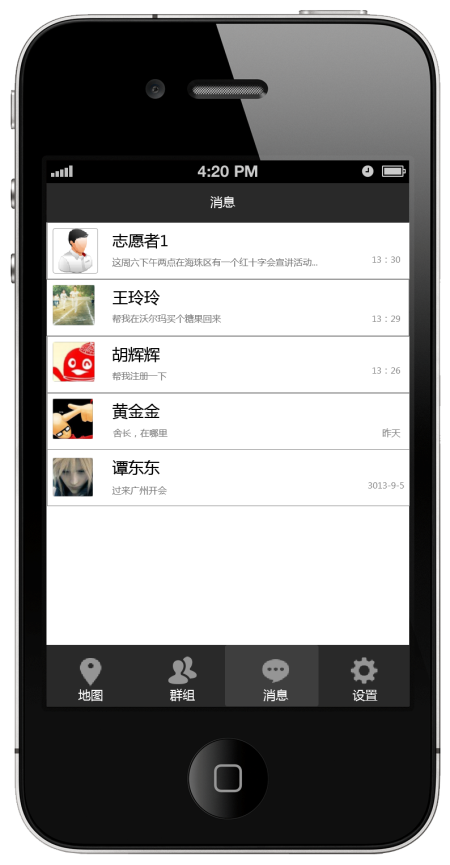 4:20 PM
消息
志愿者1
这周六下午两点在海珠区有一个红十字会宣讲活动... 13：30
王玲玲
帮我在沃尔玛买个糖果回来 13：29
胡辉辉
帮我注册一下 13：26
黄金金
舍长，在哪里 昨天
谭东东
过来广州开会 3013-9-5
地图 群组 消息 设置